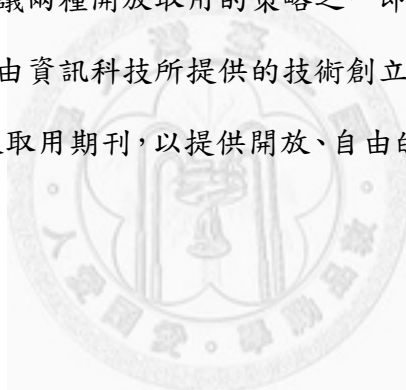 議兩種開放取用的策略之一即
由資訊科技所提供的技術創立
取用期刊，以提供開放、自由的